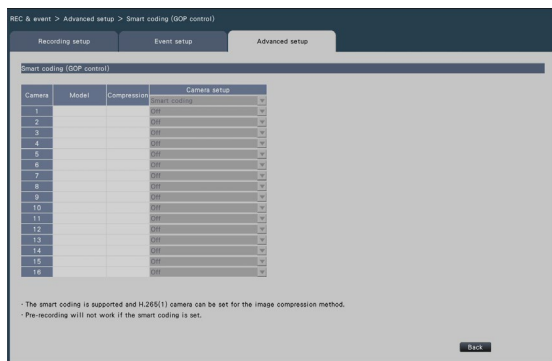 REC & event > Advanced setup > Smart coding (GOP control)
Recording setup Event setup Advanced setup
Smart coding (GOP control)
Camera Model Compression Camera setup
Smart coding
1 Off
2 Off
3 Off
4 Off
5 Off
6 Off
7 Off
8 Off
9 Off
10 Off
11 Off
12 Off
13 Off
14 Off
15 Off
16 Off
· The smart coding is supported and H.265(1) camera can be set for the image compression method.
· Pre-recording will not work if the smart coding is set.
Back